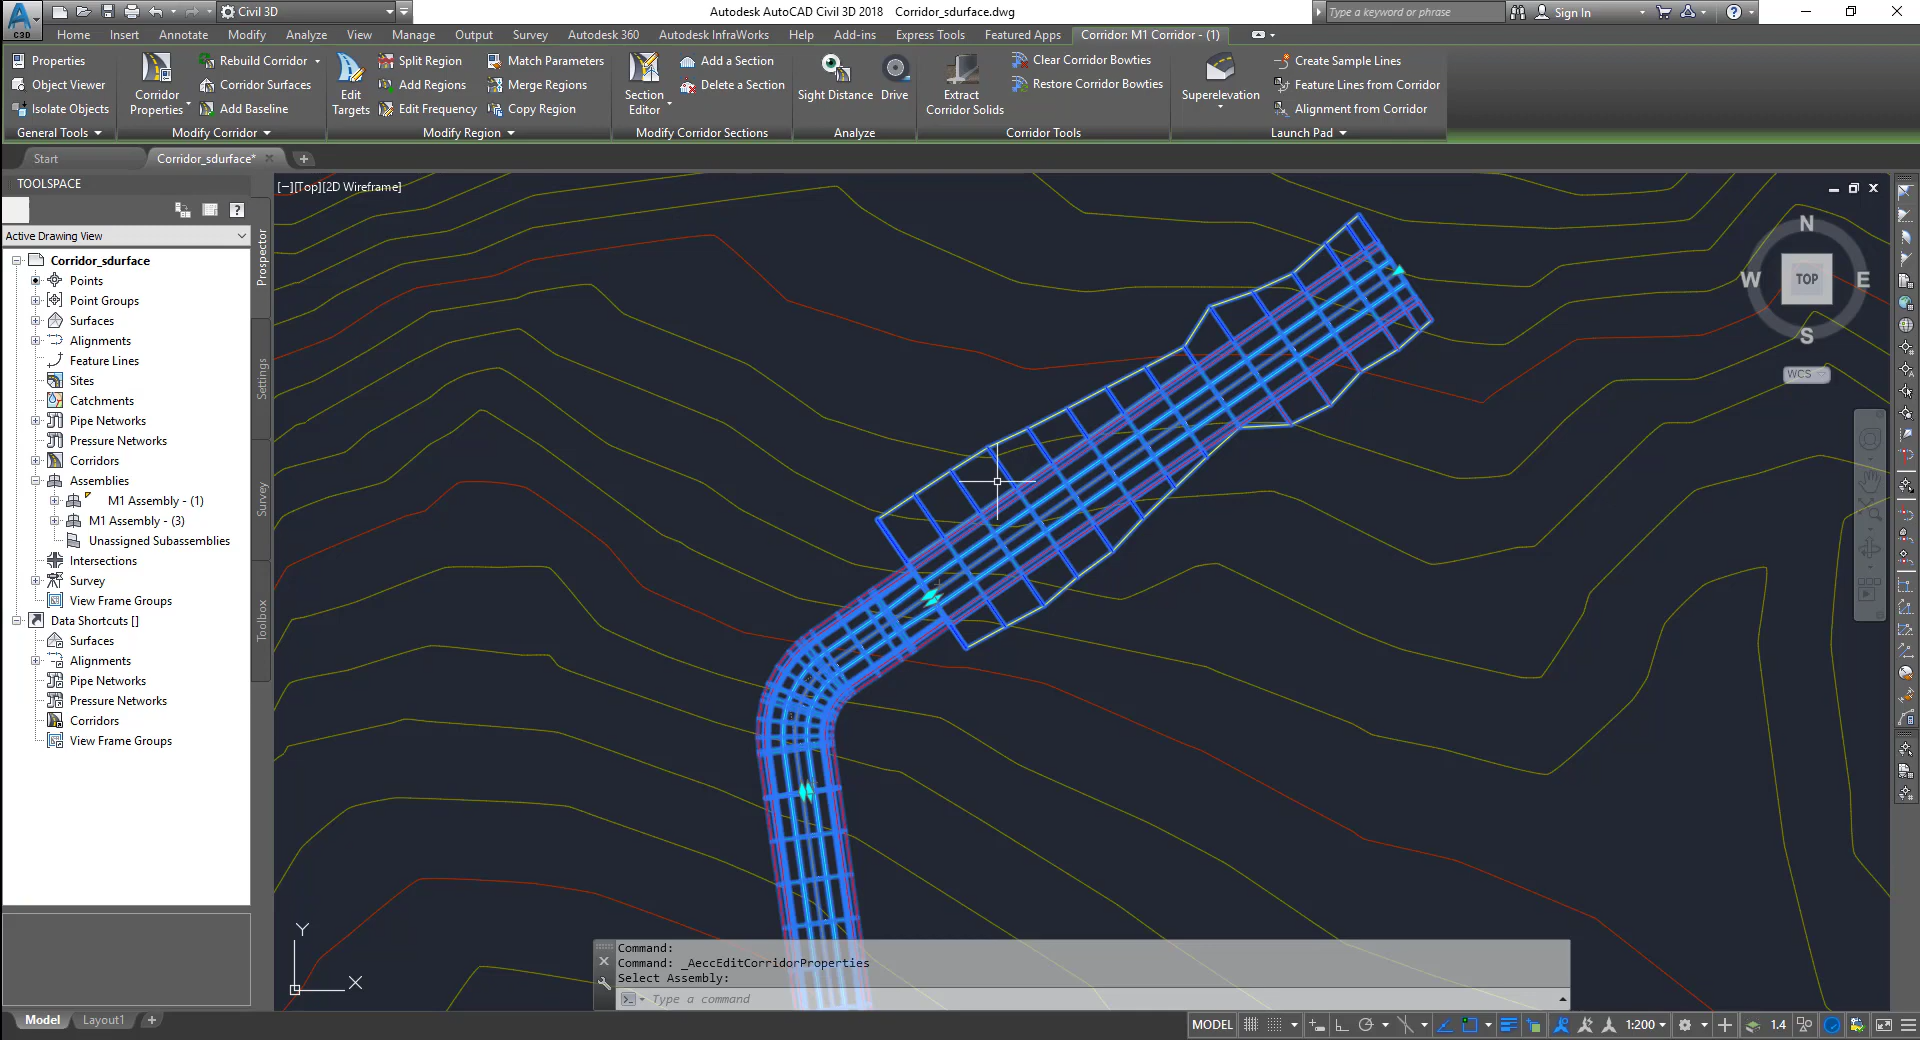 Civil 3D
Autodesk AutoCAD Civil 3D 2018 Corridor_sdurface.dwg
Type a keyword or phrase
Sign In
C3D
Home Insert Annotate Modify Analyze View Manage Output Survey Autodesk 360 Autodesk InfraWorks Help Add-ins Express Tools Featured Apps Corridor: M1 Corridor - (1)
Properties
Object Viewer
Isolate Objects
General Tools
Corridor
Properties
Rebuild Corridor
Corridor Surfaces
Add Baseline
Modify Corridor
Edit
Targets
Split Region
Add Regions
Edit Frequency
Match Parameters
Merge Regions
Copy Region
Modify Region
Section
Editor
Add a Section
Delete a Section
Modify Corridor Sections
Sight Distance
Drive
Analyze
Extract
Corridor Solids
Clear Corridor Bowties
Restore Corridor Bowties
Corridor Tools
Superelevation
Create Sample Lines
Feature Lines from Corridor
Alignment from Corridor
Launch Pad
Start
Corridor_sdurface*
TOOLSPACE
[−][Top][2D Wireframe]
Active Drawing View
Corridor_sdurface
Points
Point Groups
Surfaces
Alignments
Feature Lines
Sites
Catchments
Pipe Networks
Pressure Networks
Corridors
Assemblies
M1 Assembly - (1)
M1 Assembly - (3)
Unassigned Subassemblies
Intersections
Survey
View Frame Groups
Data Shortcuts []
Surfaces
Alignments
Pipe Networks
Pressure Networks
Corridors
View Frame Groups
Prospector
Settings
Survey
Toolbox
N
W
TOP
E
S
WCS
Y
X
Command:
Command: _AeccEditCorridorProperties
Select Assembly:
Type a command
Model
Layout1
MODEL
1:200
1.4